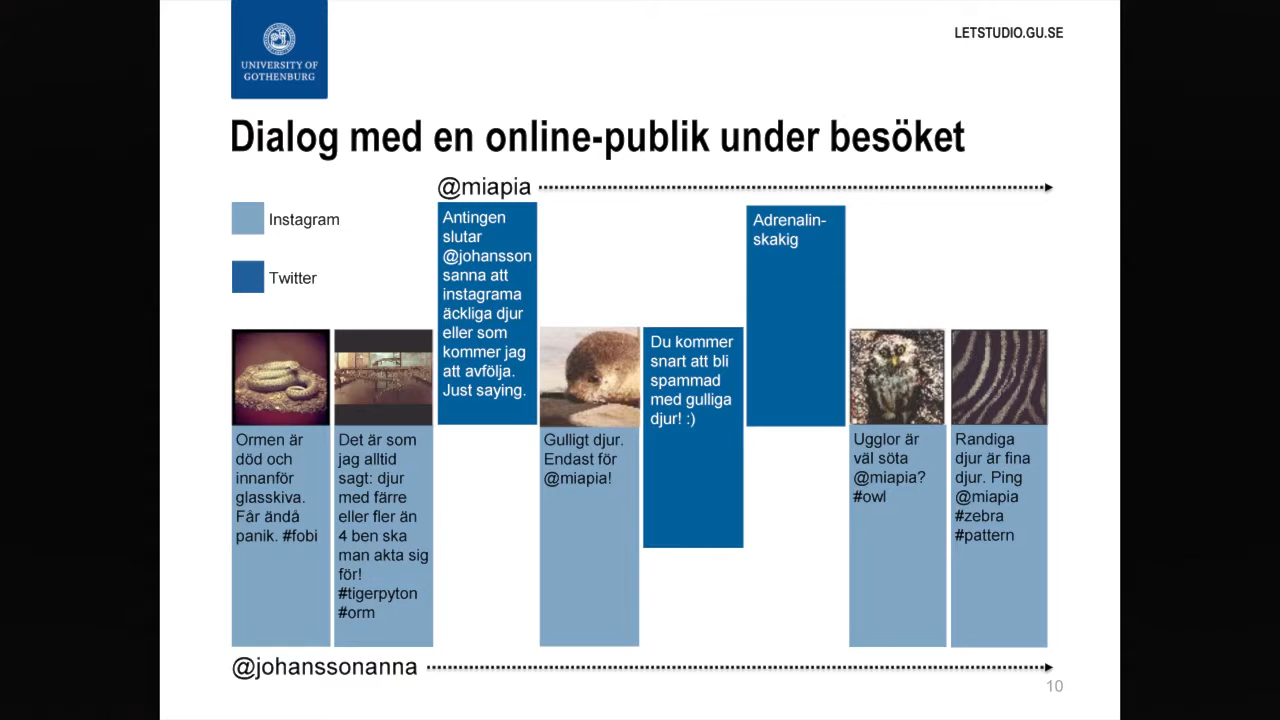 UNIVERSITY OF
GOTHENBURG
LETSTUDIO.GU.SE
Dialog med en online-publik under besöket
@miapia
Instagram
Twitter
Ormen är
död och
innanför
glasskiva.
Får ändå
panik. #fobi
Det är som
jag alltid
sagt: djur
med färre
eller fler än
4 ben ska
man akta sig
för!
#tigerpyton
#orm
Antingen
slutar
@johansson
sanna att
instagrama
äckliga djur
eller som
kommer jag
att avfölja.
Just saying.
Gulligt djur.
Endast för
@miapia!
Du kommer
snart att bli
spammad
med gulliga
djur! :)
Adrenalin-
skakig
Ugglor är
väl söta
@miapia?
#owl
Randiga
djur är fina
djur. Ping
@miapia
#zebra
#pattern
@johanssonanna
10